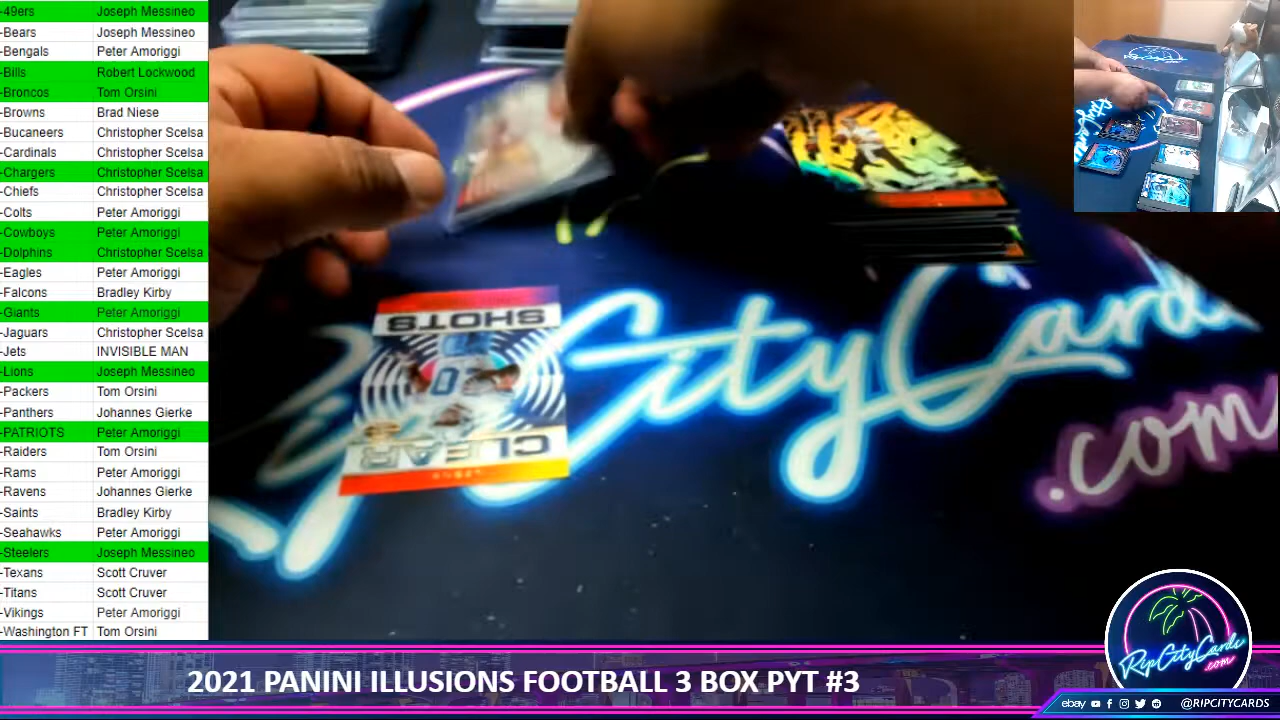 -49ers Joseph Messineo
-Bears Joseph Messineo
-Bengals Peter Amoriggi
-Bills Robert Lockwood
-Broncos Tom Orsini
-Browns Brad Niese
-Bucaneers Christopher Scelsa
-Cardinals Christopher Scelsa
-Chargers Christopher Scelsa
-Chiefs Christopher Scelsa
-Colts Peter Amoriggi
-Cowboys Peter Amoriggi
-Dolphins Christopher Scelsa
-Eagles Peter Amoriggi
-Falcons Bradley Kirby
-Giants Peter Amoriggi
-Jaguars Christopher Scelsa
-Jets INVISIBLE MAN
-Lions Joseph Messineo
-Packers Tom Orsini
-Panthers Johannes Gierke
-PATRIOTS Peter Amoriggi
-Raiders Tom Orsini
-Rams Peter Amoriggi
-Ravens Johannes Gierke
-Saints Bradley Kirby
-Seahawks Peter Amoriggi
-Steelers Joseph Messineo
-Texans Scott Cruver
-Titans Scott Cruver
-Vikings Peter Amoriggi
-Washington FT Tom Orsini
CLEAR
SHOTS
City Cards
.com
RipCityCards
.com
2021 PANINI ILLUSIONS FOOTBALL 3 BOX PYT #3
ebay @RIPCITYCARDS